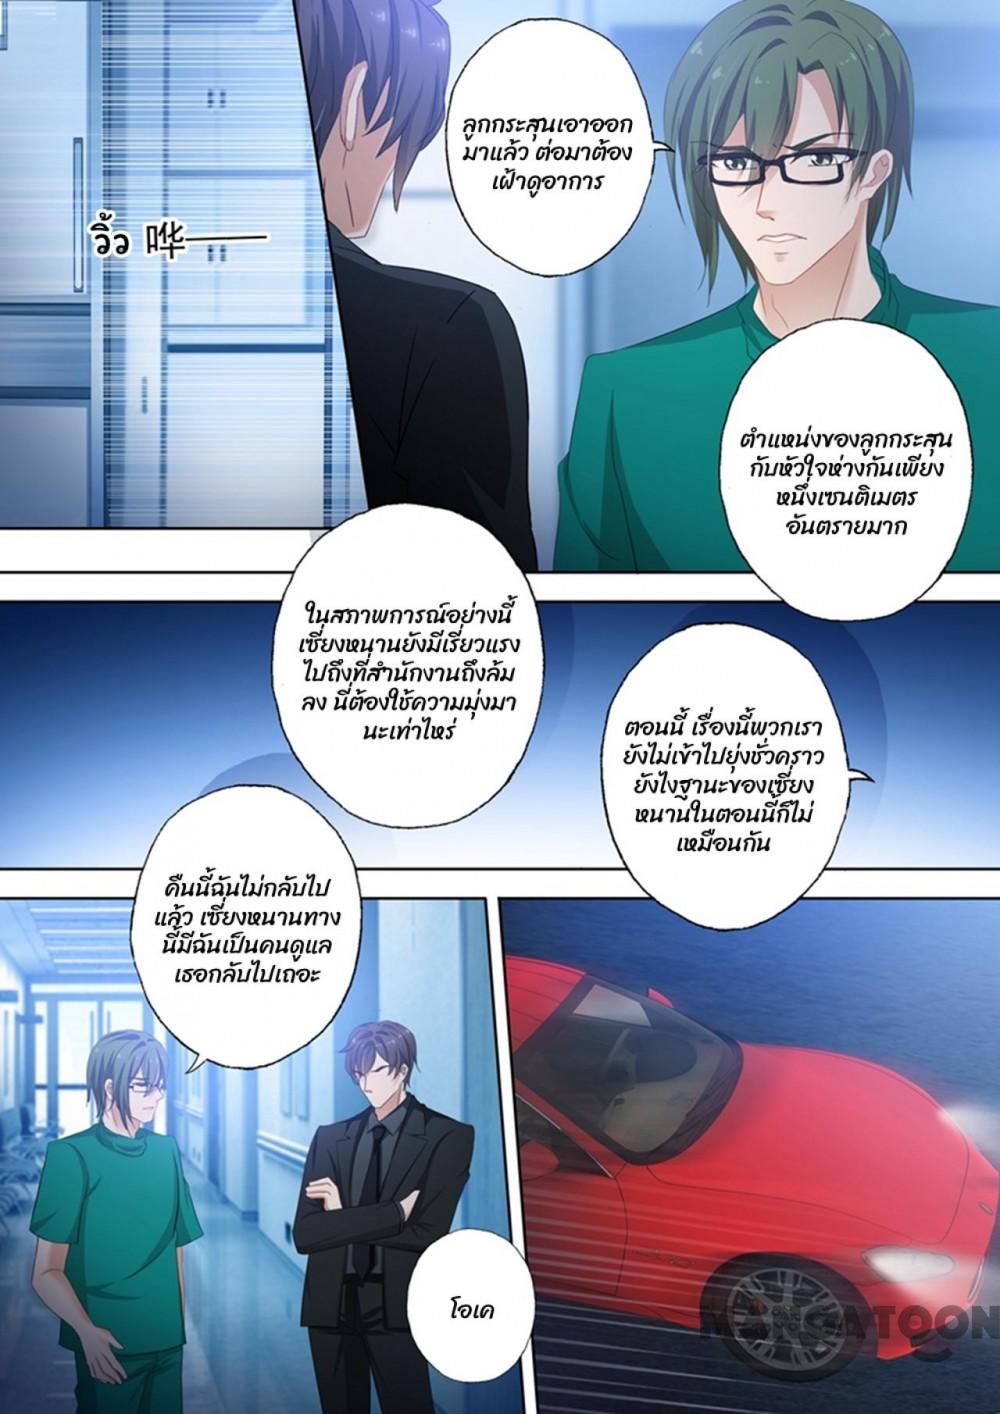 วิ้ว 哗——
ลูกกระสุนเอาออก
มาแล้ว ต่อมาต้อง
เฝ้าดูอาการ
ตำแหน่งของลูกกระสุน
กับหัวใจห่างกันเพียง
หนึ่งเซนติเมตร
อันตรายมาก
ในสภาพการณ์อย่างนี้
เซี่ยงหนานยังมีเรี่ยวแรง
ไปถึงที่สำนักงานถึงล้ม
ลง นี่ต้องใช้ความมุ่งมา
นะเท่าไหร่
ตอนนี้ เรื่องนี้พวกเรา
ยังไม่เข้าไปยุ่งชั่วคราว
ยังไงฐานะของเซี่ยง
หนานในตอนนี้ก็ไม่
เหมือนกัน
คืนนี้ฉันไม่กลับไป
แล้ว เซี่ยงหนานทาง
นี้มีฉันเป็นคนดูแล
เธอกลับไปเถอะ
โอเค
MANGATOON